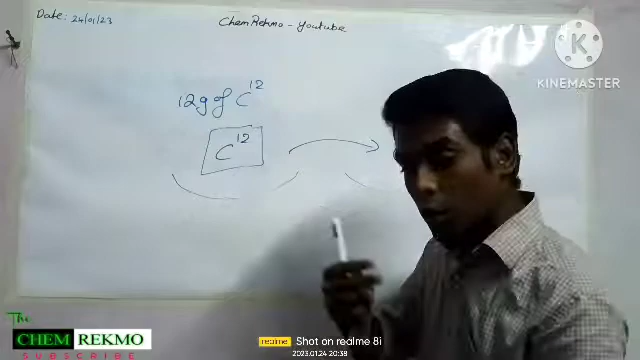 Date: 24/01/23
ChemRekmo - Youtube
KINEMASTER
12g of C12
C12
The
CHEM REKMO
SUBSCRIBE
realme Shot on realme 8i
2023.01.24 20:38